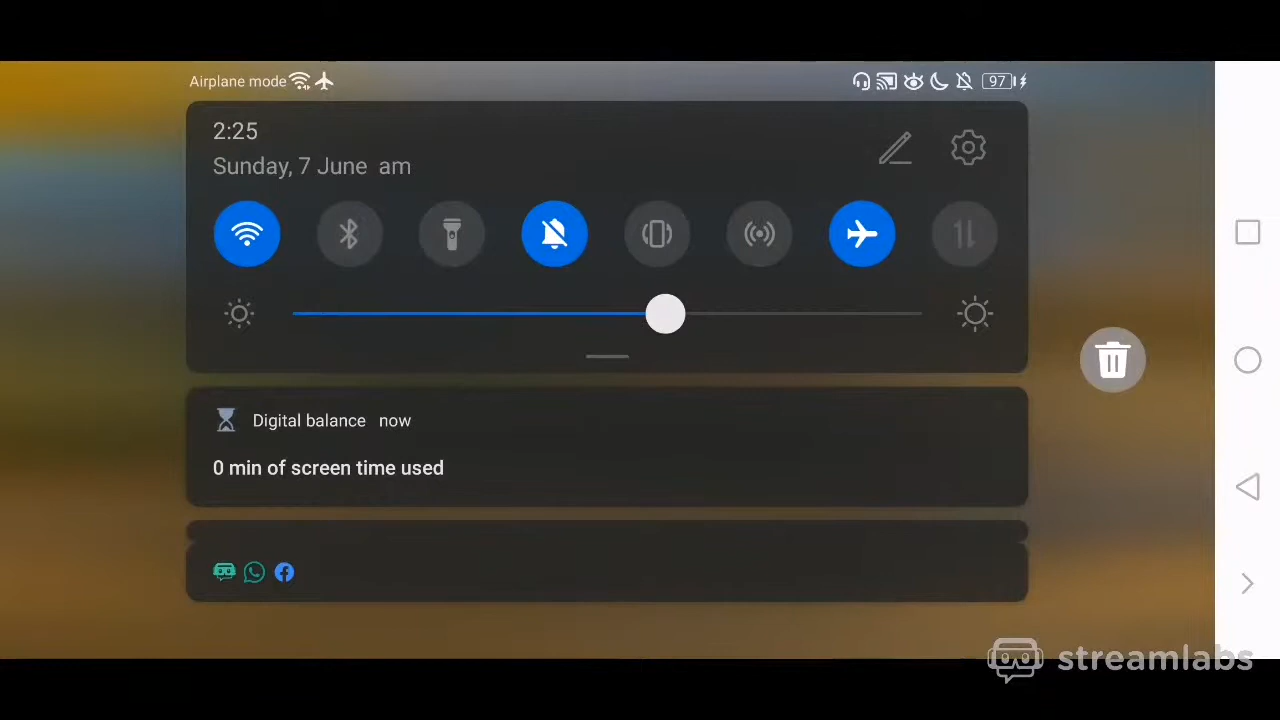 Airplane mode
97
2:25
Sunday, 7 June am
Digital balance now
0 min of screen time used
streamlabs